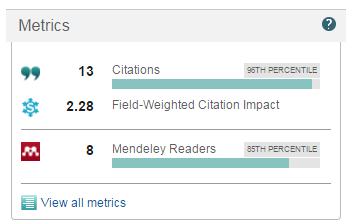 Metrics ?
13 Citations 96TH PERCENTILE
2.28 Field-Weighted Citation Impact
8 Mendeley Readers 85TH PERCENTILE
View all metrics